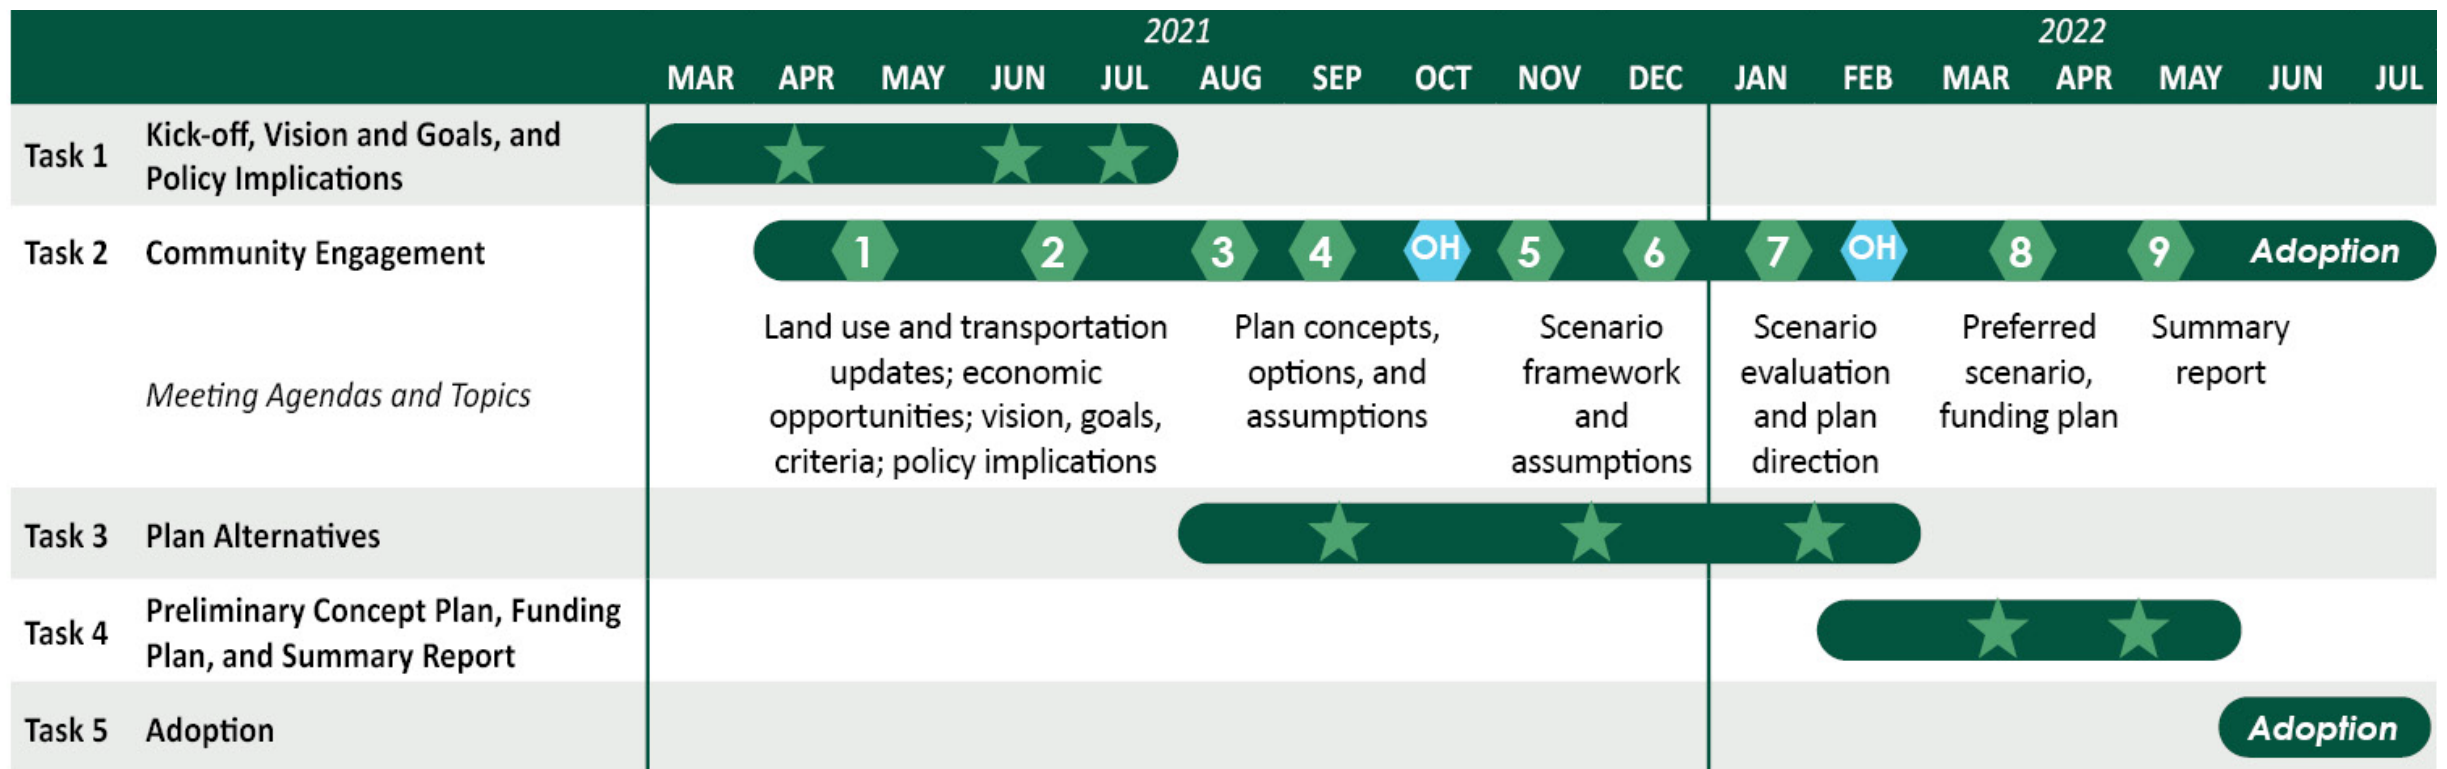 2021 2022
MAR APR MAY JUN JUL AUG SEP OCT NOV DEC JAN FEB MAR APR MAY JUN JUL
Task 1
Kick-off, Vision and Goals, and
Policy Implications
Task 2
Community Engagement
1 2 3 4 OH 5 6 7 OH 8 9 Adoption
Meeting Agendas and Topics
Land use and transportation
updates; economic
opportunities; vision, goals,
criteria; policy implications
Plan concepts,
options, and
assumptions
Scenario
framework
and
assumptions
Scenario
evaluation
and plan
direction
Preferred
scenario,
funding plan
Summary
report
Task 3
Plan Alternatives
Task 4
Preliminary Concept Plan, Funding
Plan, and Summary Report
Task 5
Adoption
Adoption